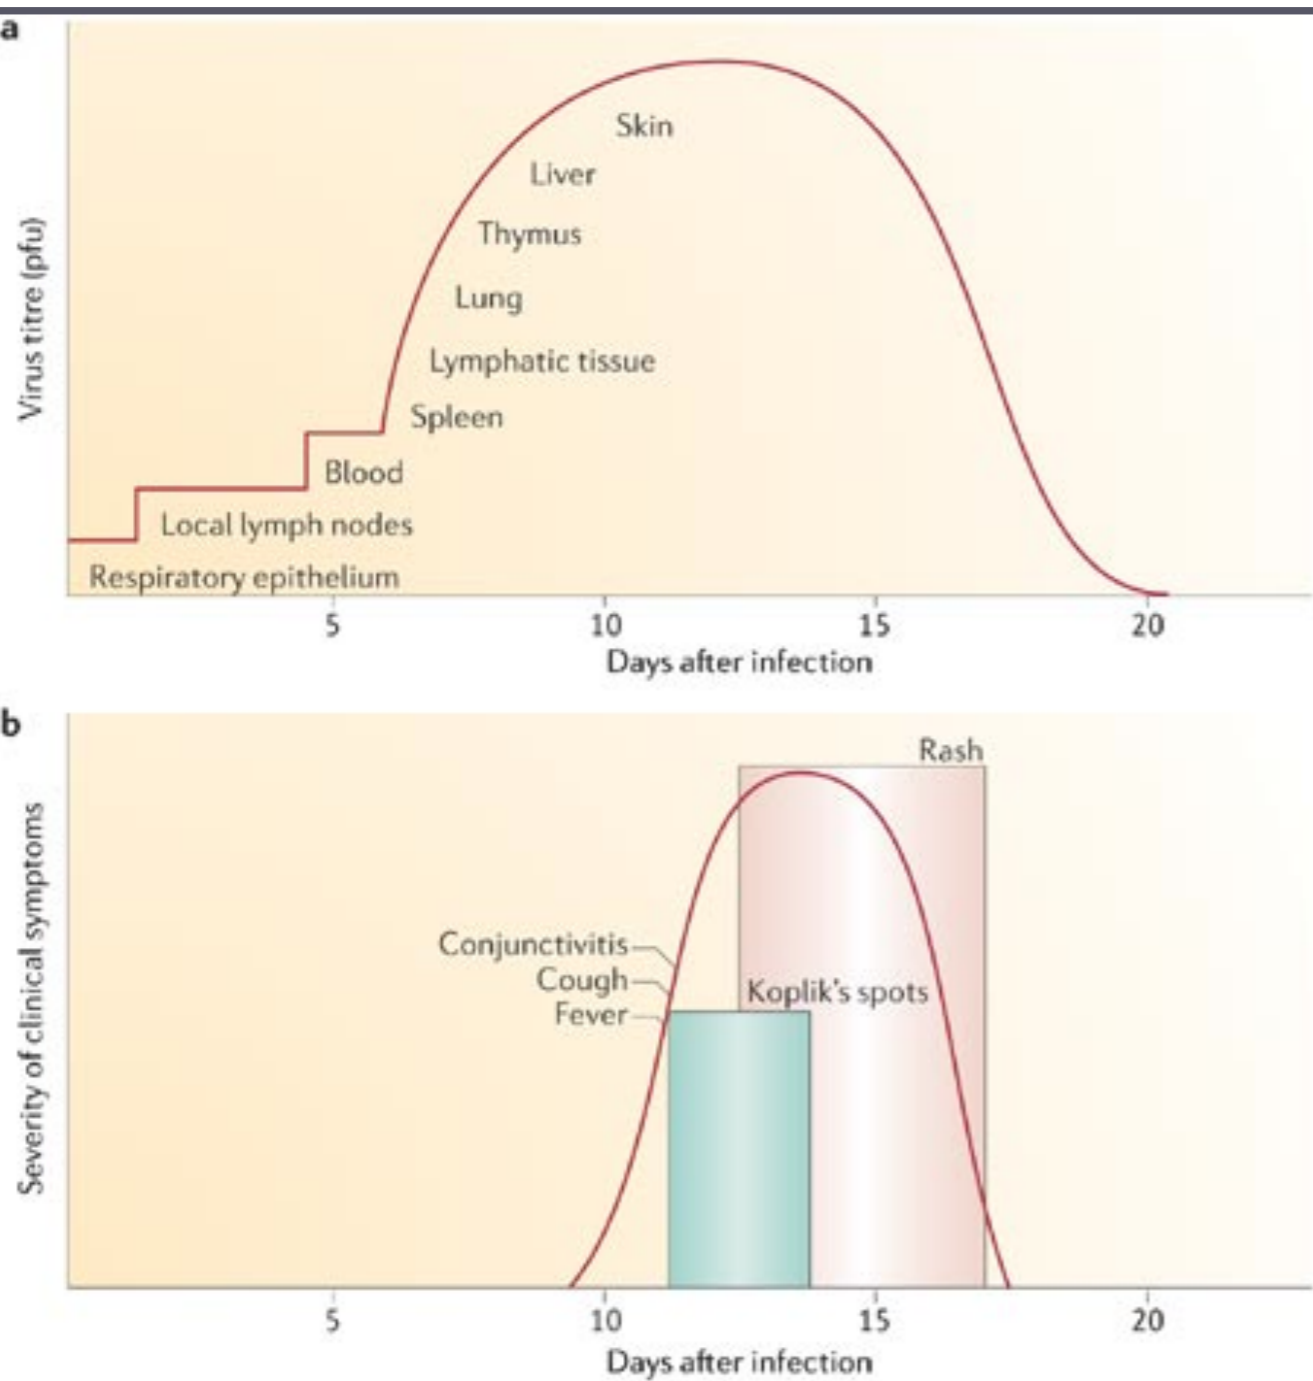 a
Virus titre (pfu)
Skin
Liver
Thymus
Lung
Lymphatic tissue
Spleen
Blood
Local lymph nodes
Respiratory epithelium
5 10 15 20
Days after infection
b
Severity of clinical symptoms
Rash
Conjunctivitis
Cough
Koplik's spots
Fever
5 10 15 20
Days after infection